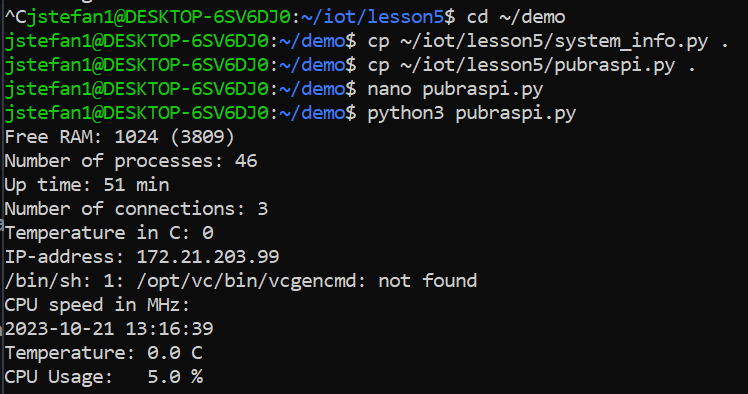 ^Cjstefan1@DESKTOP-6SV6DJ0:~/iot/lesson5$ cd ~/demo
jstefan1@DESKTOP-6SV6DJ0:~/demo$ cp ~/iot/lesson5/system_info.py .
jstefan1@DESKTOP-6SV6DJ0:~/demo$ cp ~/iot/lesson5/pubraspi.py .
jstefan1@DESKTOP-6SV6DJ0:~/demo$ nano pubraspi.py
jstefan1@DESKTOP-6SV6DJ0:~/demo$ python3 pubraspi.py
Free RAM: 1024 (3809)
Number of processes: 46
Up time: 51 min
Number of connections: 3
Temperature in C: 0
IP-address: 172.21.203.99
/bin/sh: 1: /opt/vc/bin/vcgencmd: not found
CPU speed in MHz:
2023-10-21 13:16:39
Temperature: 0.0 C
CPU Usage:   5.0 %